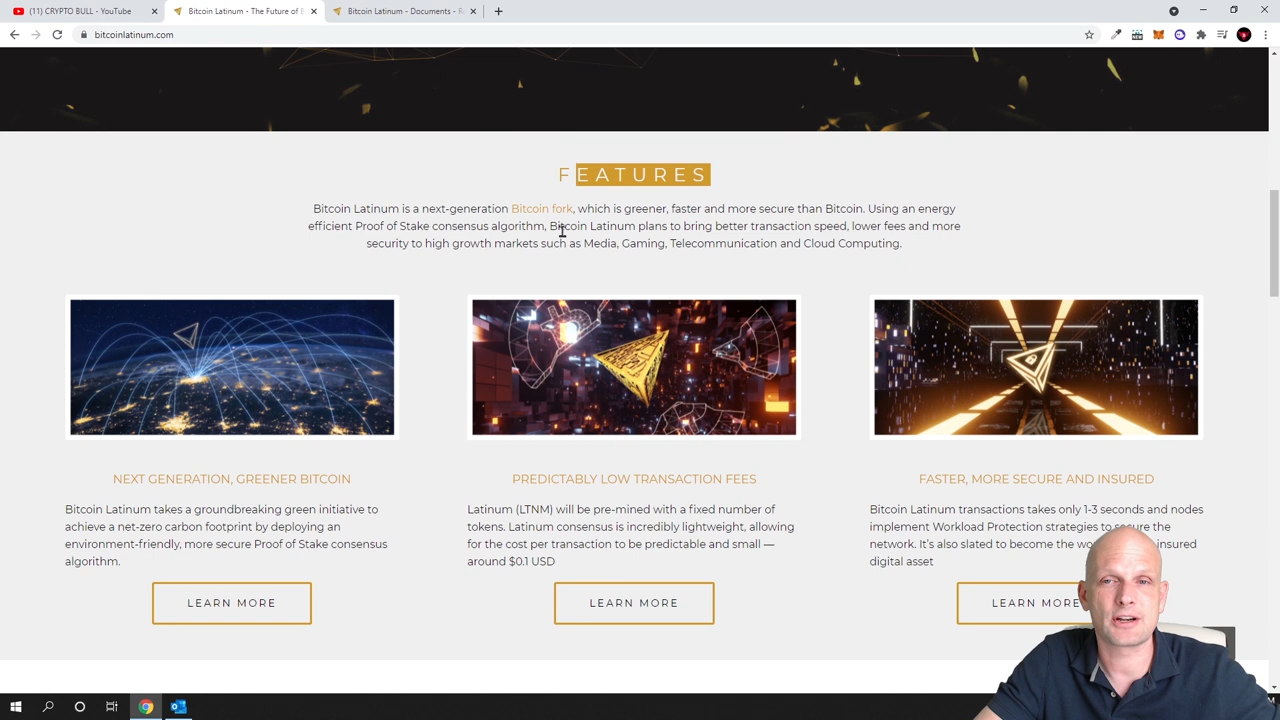 (11) CRYPTO BULL - YouTube
Bitcoin Latinum - The Future of B
Bitcoin Latinum - Documents - R
bitcoinlatinum.com
FEATURES
Bitcoin Latinum is a next-generation Bitcoin fork, which is greener, faster and more secure than Bitcoin. Using an energy
efficient Proof of Stake consensus algorithm, Bitcoin Latinum plans to bring better transaction speed, lower fees and more
security to high growth markets such as Media, Gaming, Telecommunication and Cloud Computing.
NEXT GENERATION, GREENER BITCOIN
Bitcoin Latinum takes a groundbreaking green initiative to
achieve a net-zero carbon footprint by deploying an
environment-friendly, more secure Proof of Stake consensus
algorithm.
LEARN MORE
PREDICTABLY LOW TRANSACTION FEES
Latinum (LTNM) will be pre-mined with a fixed number of
tokens. Latinum consensus is incredibly lightweight, allowing
for the cost per transaction to be predictable and small —
around $0.1 USD
LEARN MORE
FASTER, MORE SECURE AND INSURED
Bitcoin Latinum transactions takes only 1-3 seconds and nodes
implement Workload Protection strategies to secure the
network. It's also slated to become the insured
digital asset
LEARN MORE